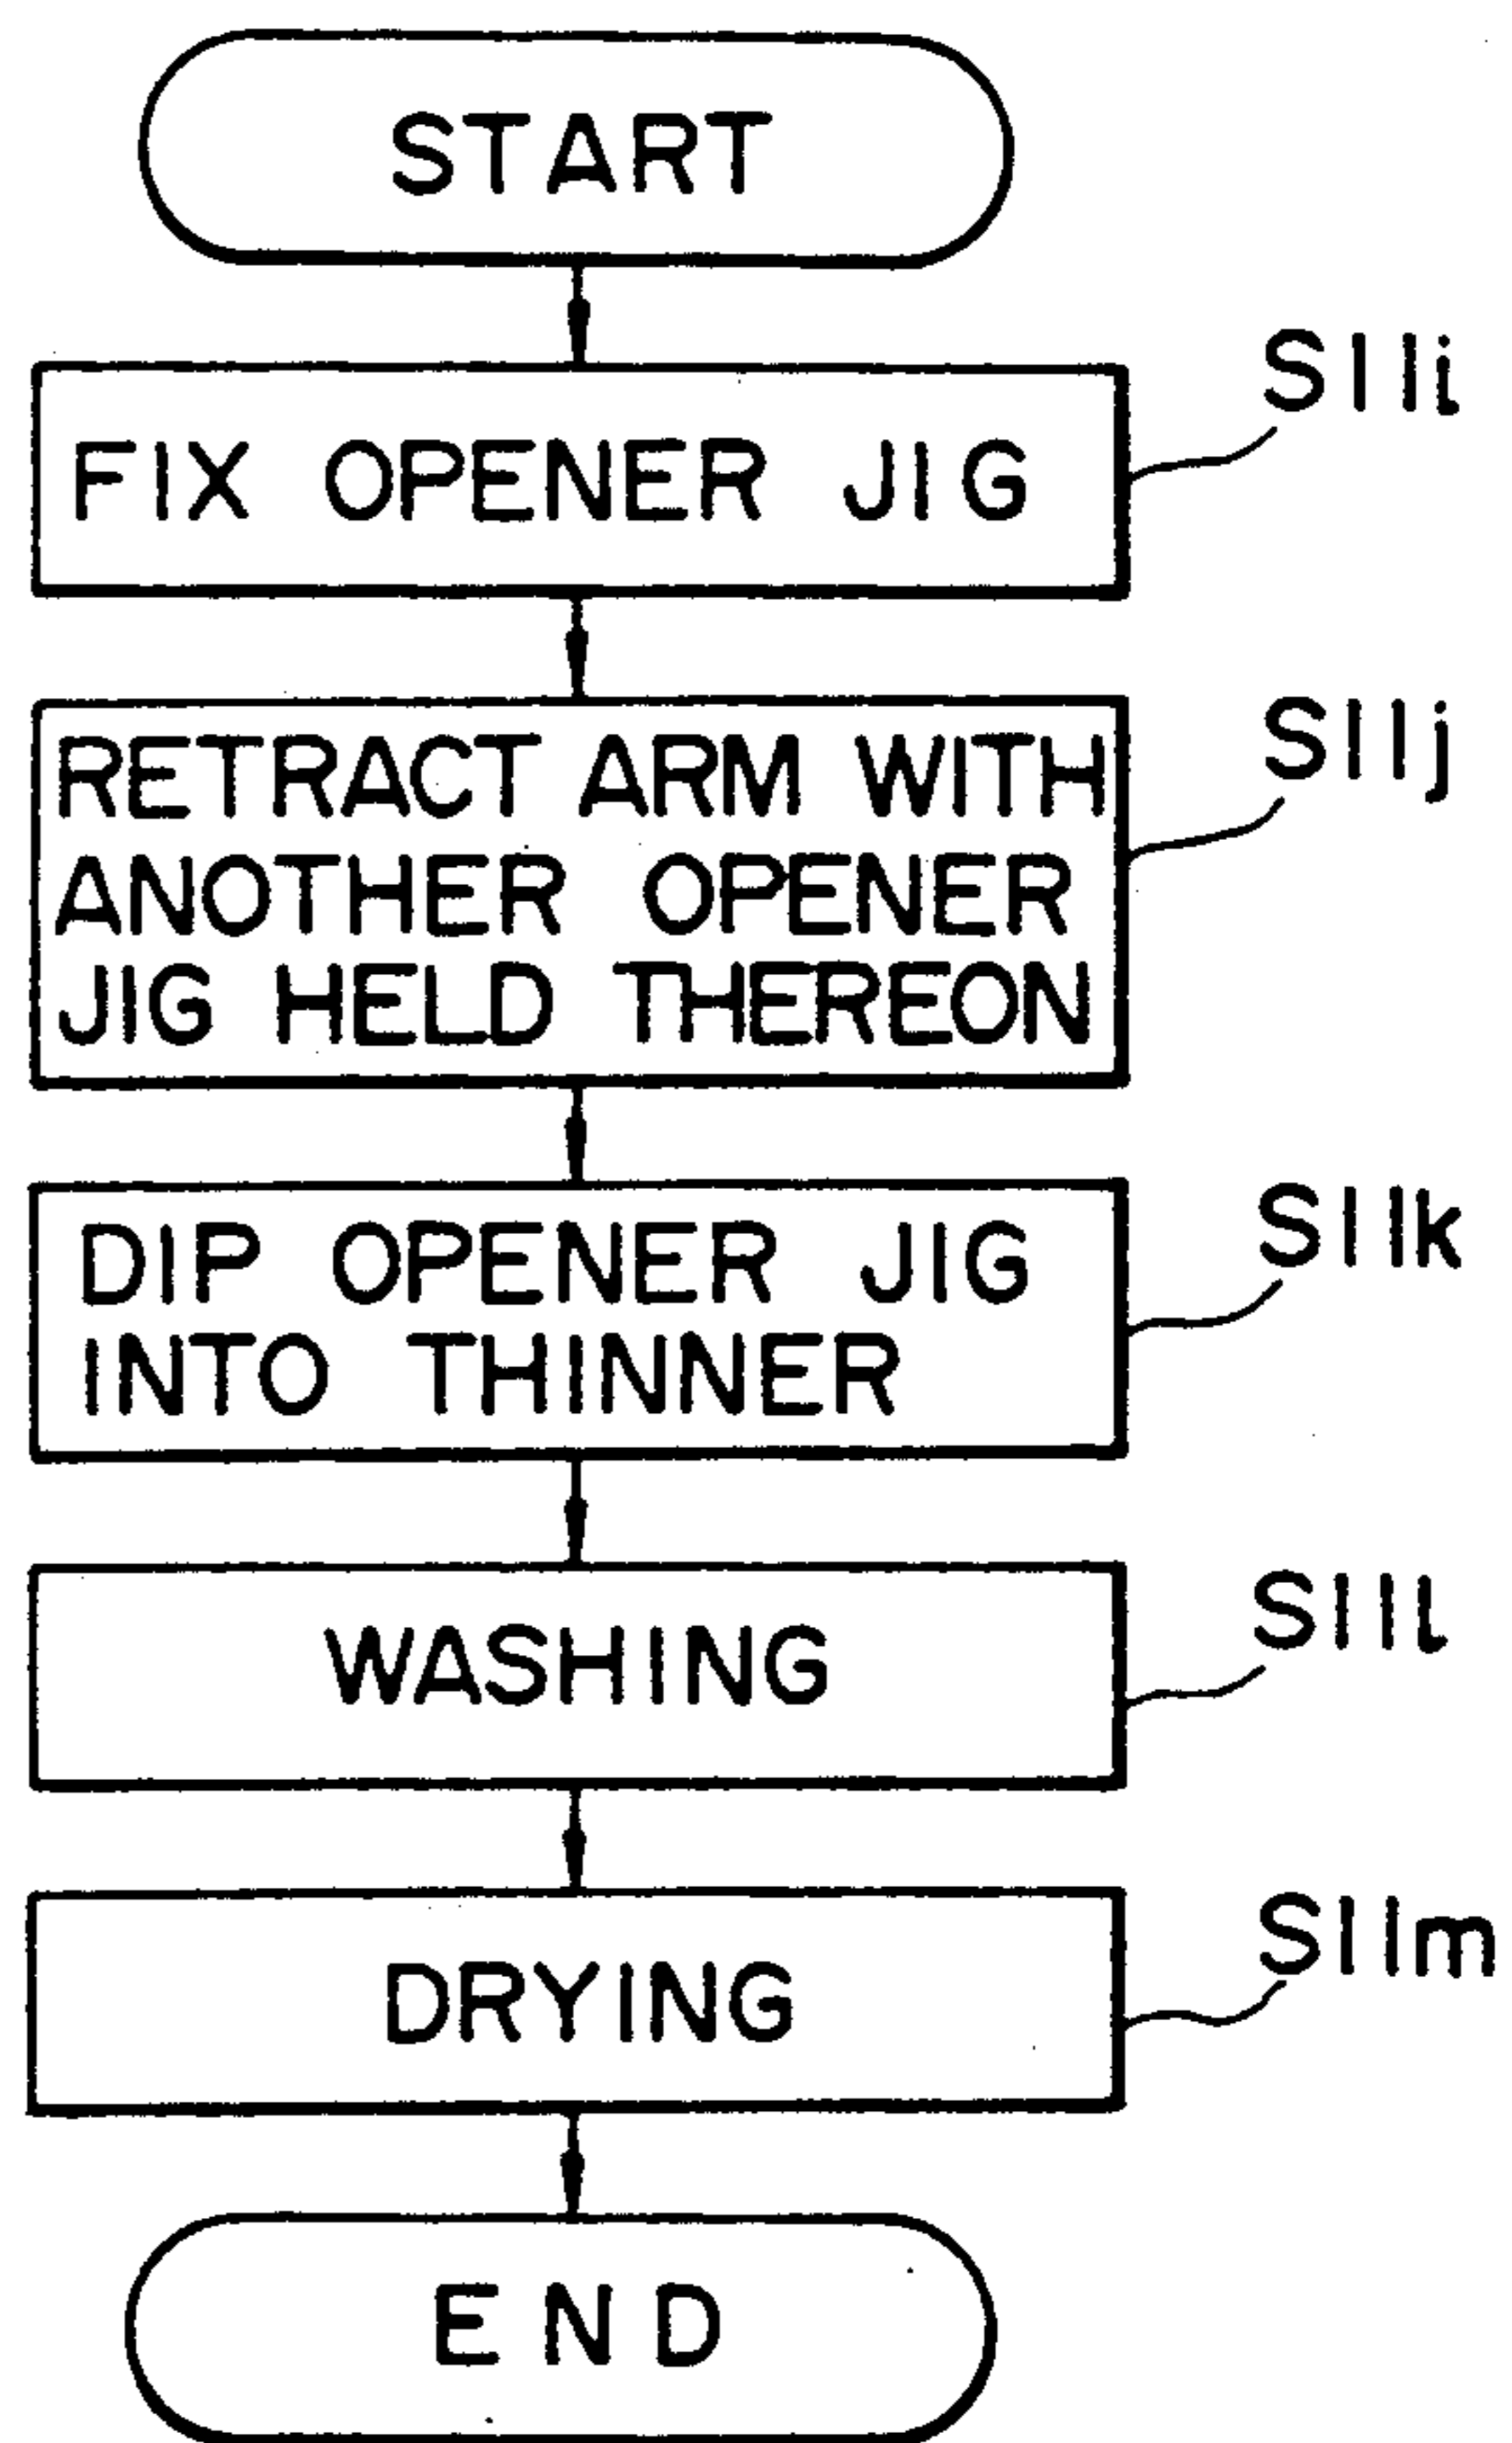 START
S11i
FIX OPENER JIG
S11j
RETRACT ARM WITH
ANOTHER OPENER
JIG HELD THEREON
S11k
DIP OPENER JIG
INTO THINNER
S11l
WASHING
S11m
DRYING
END